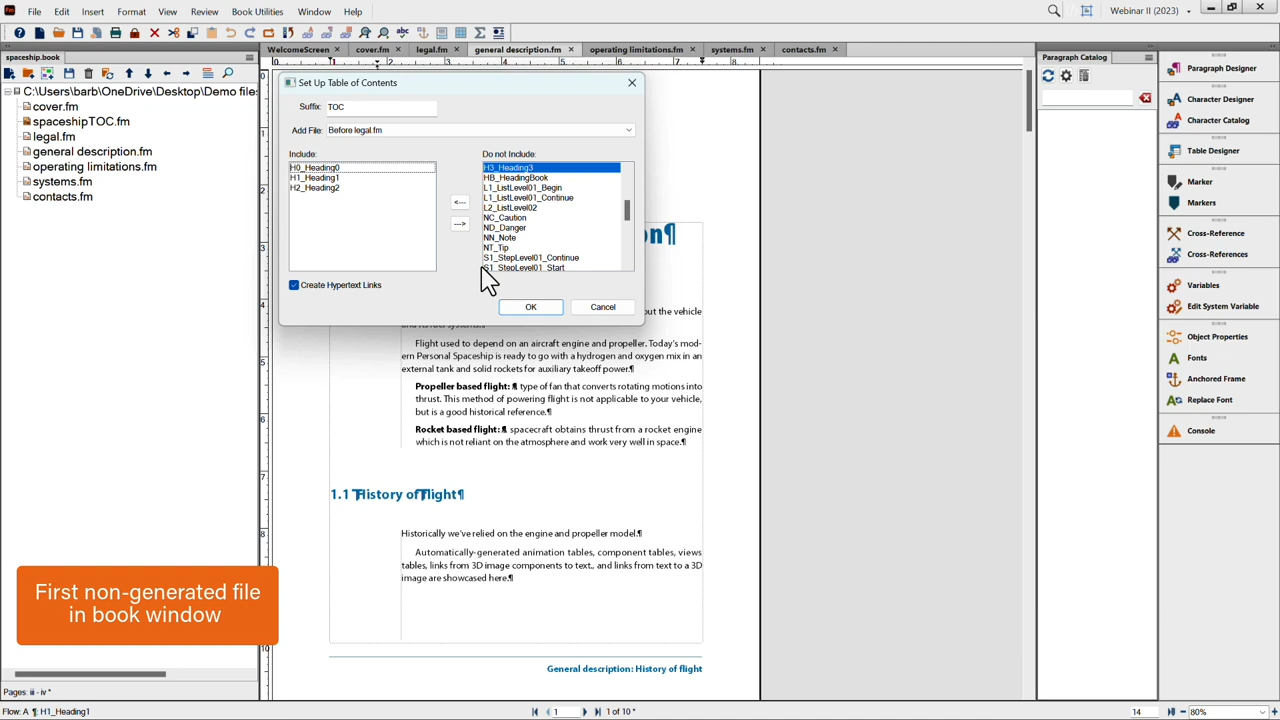 File Edit Insert Format View Review Book Utilities Window Help
Webinar II (2023)
spaceship.book
WelcomeScreen cover.fm legal.fm general description.fm operating limitations.fm systems.fm contacts.fm
Paragraph Catalog
C:\Users\barb\OneDrive\Desktop\Demo file
cover.fm
spaceshipTOC.fm
legal.fm
general description.fm
operating limitations.fm
systems.fm
contacts.fm
Set Up Table of Contents
Suffix: TOC
Add File: Before legal.fm
Include:
H0_Heading0
H1_Heading1
H2_Heading2
<---
--->
Do not Include:
H3_Heading3
HB_HeadingBook
L1_ListLevel01_Begin
L1_ListLevel01_Continue
L2_ListLevel02
NC_Caution
ND_Danger
NN_Note
NT_Tip
S1_StepLevel01_Continue
S1_StepLevel01_Start
Create Hypertext Links
OK Cancel
on¶
out the vehicle
Flight used to depend on an aircraft engine and propeller. Today's mod-
ern Personal Spaceship is ready to go with a hydrogen and oxygen mix in an
external tank and solid rockets for auxiliary takeoff power.¶
Propeller based flight: A type of fan that converts rotating motions into
thrust. This method of powering flight is not applicable to your vehicle,
but is a good historical reference.¶
Rocket based flight: A spacecraft obtains thrust from a rocket engine
which is not reliant on the atmosphere and work very well in space.¶
1.1 History of flight¶
Historically we've relied on the engine and propeller model.¶
Automatically-generated animation tables, component tables, views
tables, links from 3D image components to text., and links from text to a 3D
image are showcased here.¶
General description: History of flight
First non-generated file
in book window
Paragraph Designer
Character Designer
Character Catalog
Table Designer
Marker
Markers
Cross-Reference
Cross-References
Variables
Edit System Variable
Object Properties
Fonts
Anchored Frame
Replace Font
Console
Pages: iii - iv *
Flow: A ¶: H1_Heading1
1 1 of 10 *
14 80%